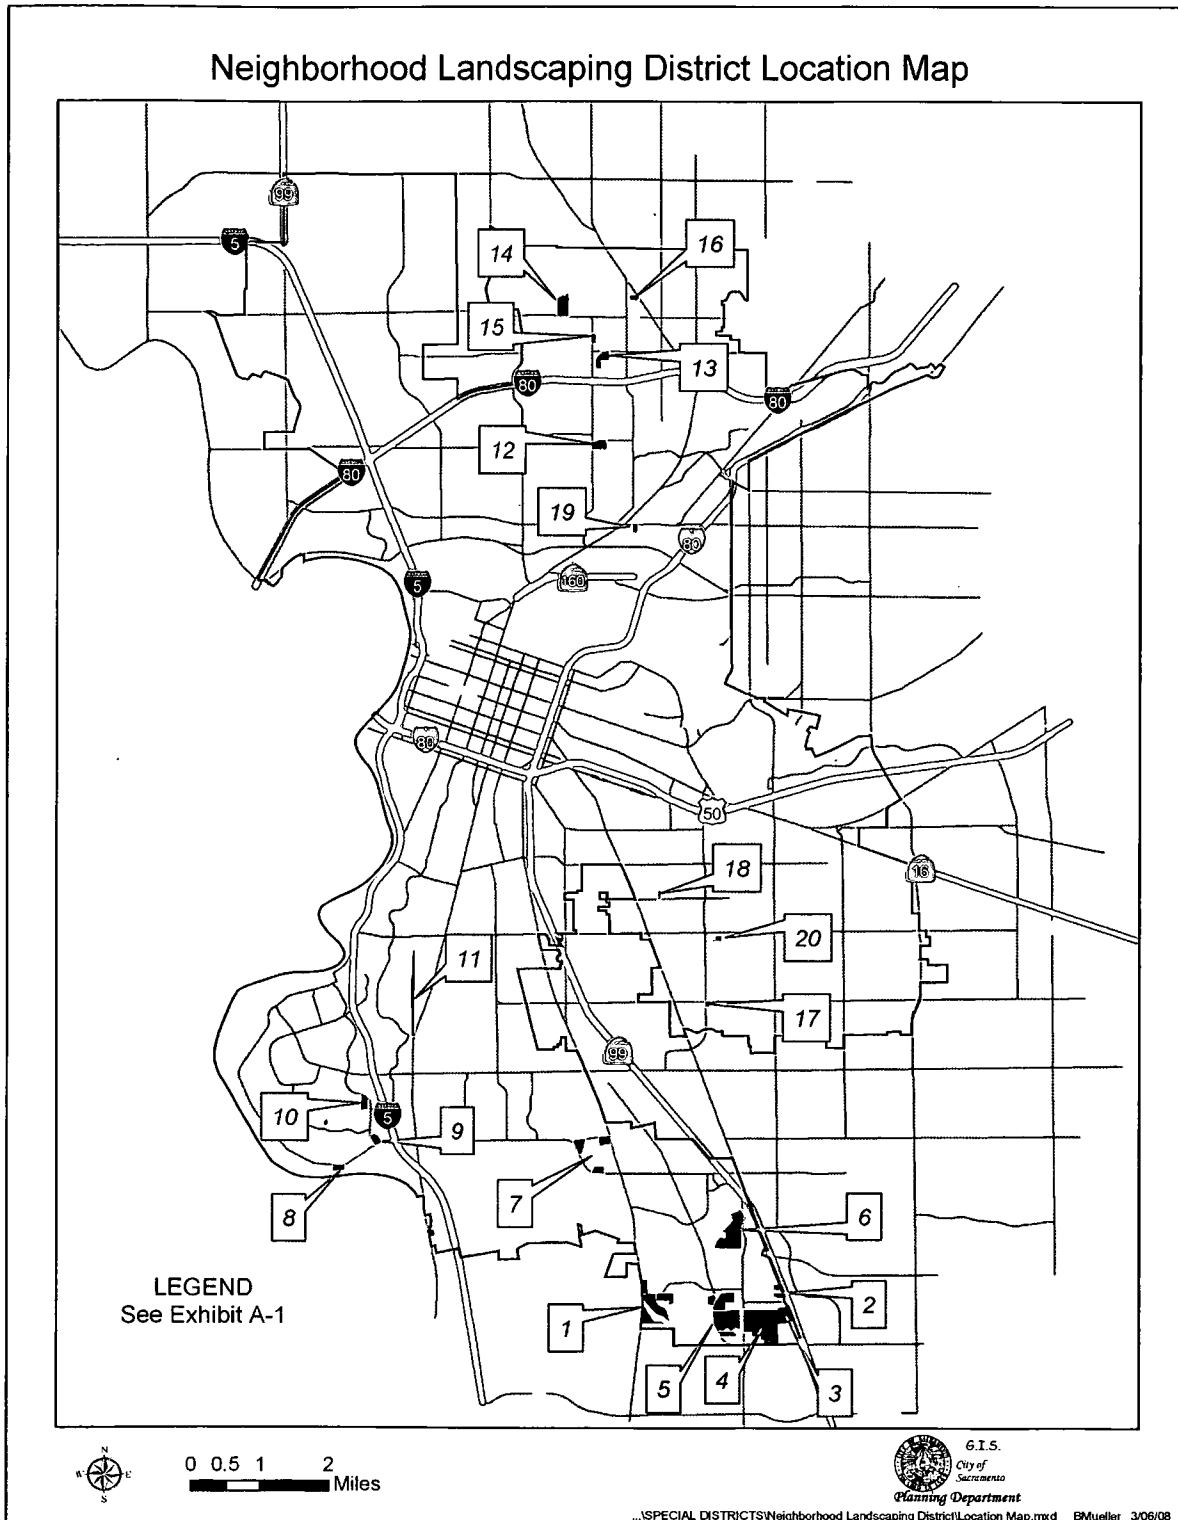 Neighborhood Landscaping District Location Map
99
5
14
16
15
13
80
80
12
80
19
80
160
5
80
50
18
16
20
11
17
99
10
5
9
7
8
6
2
1
5
4
3
LEGEND
See Exhibit A-1
N
W E
S
0 0.5 1 2
Miles
G.I.S.
City of
Sacramento
Planning Department
...\SPECIAL DISTRICTS\Neighborhood Landscaping District\Location Map.mxd BMueller 3/06/08